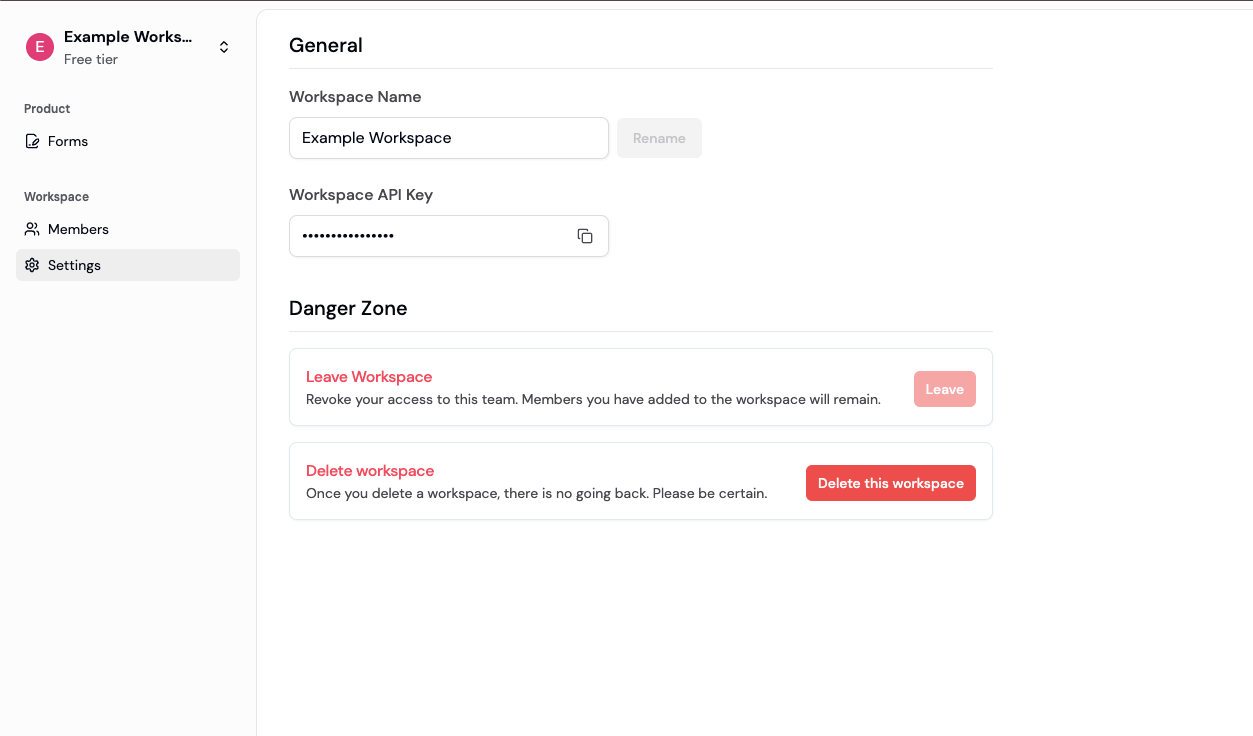 E
Example Works...
Free tier
Product
Forms
Workspace
Members
Settings
General
Workspace Name
Example Workspace
Rename
Workspace API Key
••••••••••••••••
Danger Zone
Leave Workspace
Revoke your access to this team. Members you have added to the workspace will remain.
Leave
Delete workspace
Once you delete a workspace, there is no going back. Please be certain.
Delete this workspace